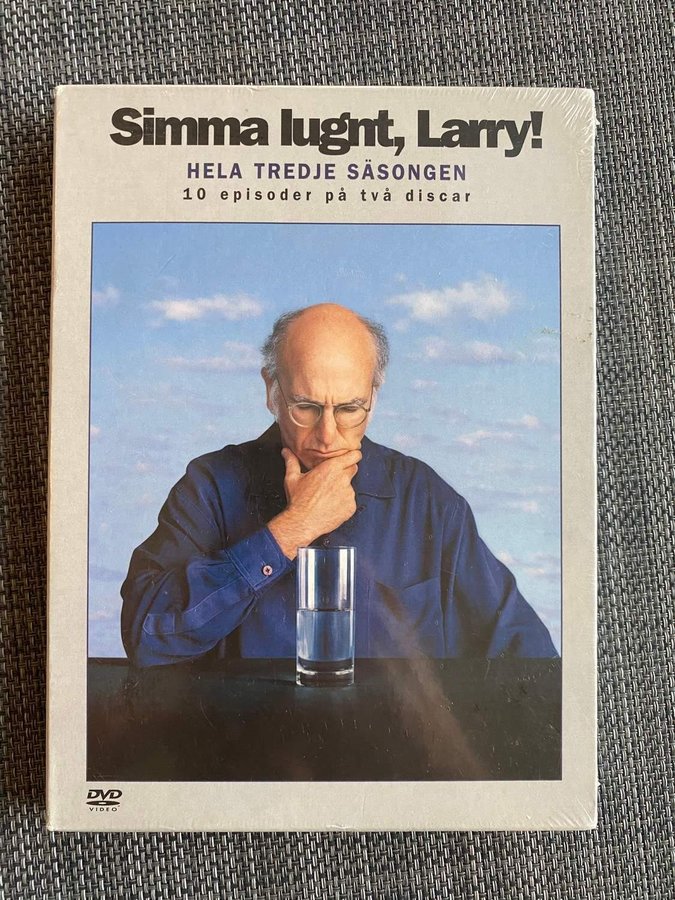 Simma lugnt, Larry!
HELA TREDJE SÄSONGEN
10 episoder på två discar
DVD
VIDEO